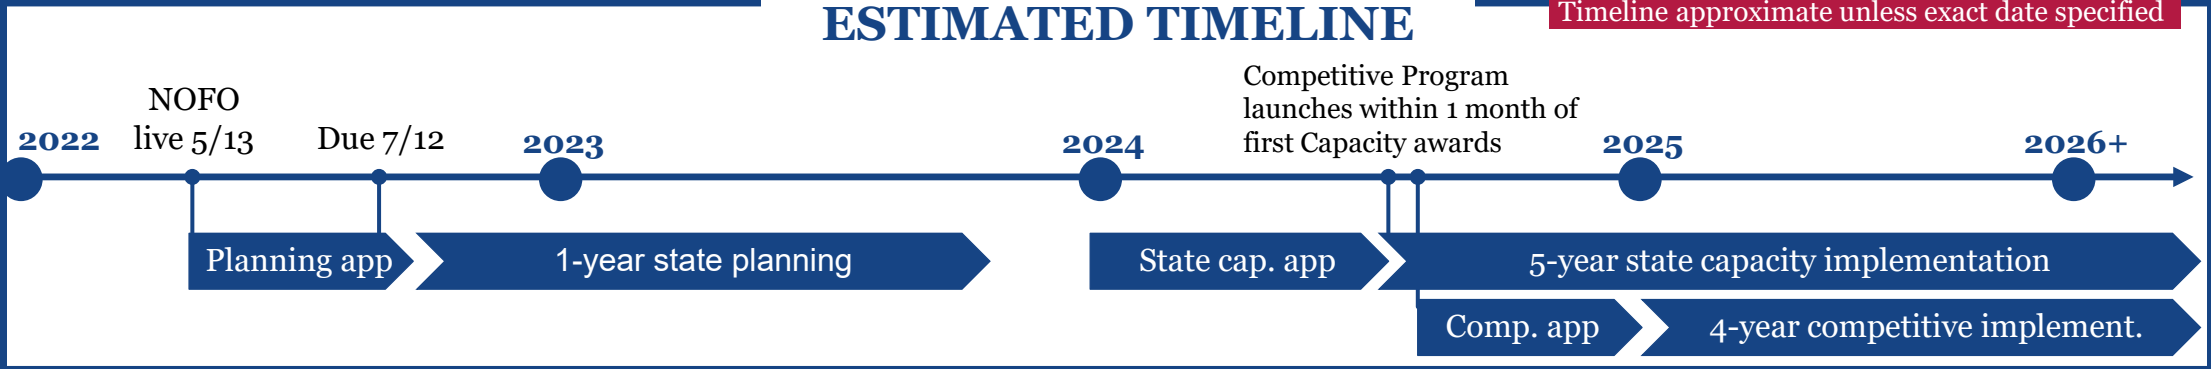 ESTIMATED TIMELINE
Timeline approximate unless exact date specified
2022
NOFO
live 5/13
Due 7/12
2023
2024
Competitive Program
launches within 1 month of
first Capacity awards
2025
2026+
Planning app
1-year state planning
State cap. app
5-year state capacity implementation
Comp. app
4-year competitive implement.